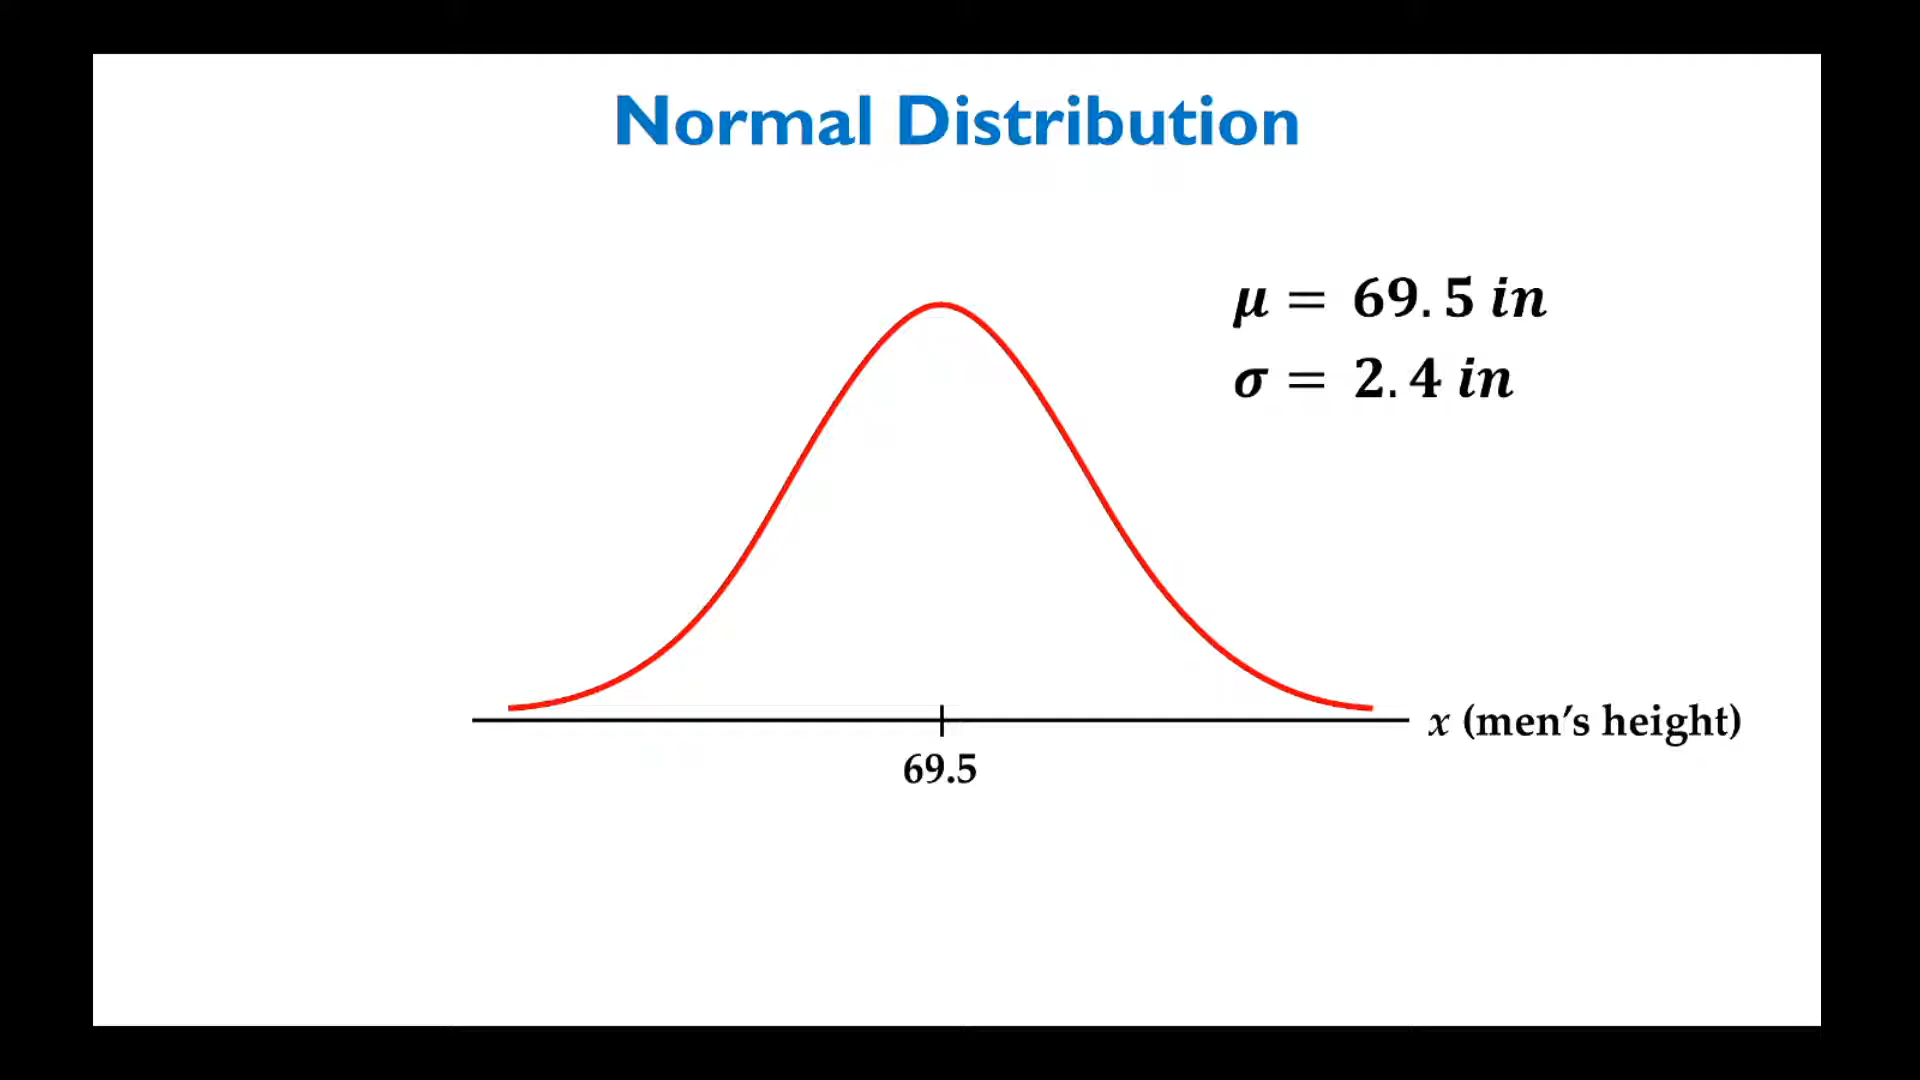 Normal Distribution
μ = 69.5 in
σ = 2.4 in
x (men’s height)
69.5